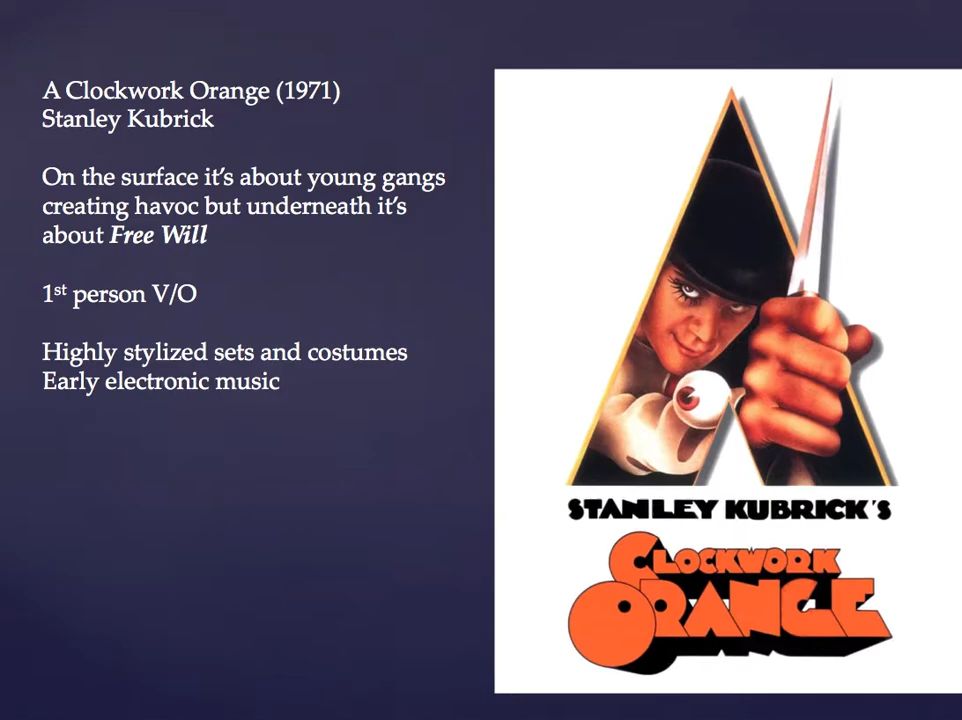 A Clockwork Orange (1971)
Stanley Kubrick
On the surface it's about young gangs
creating havoc but underneath it's
about Free Will
1st person V/O
Highly stylized sets and costumes
Early electronic music
STANLEY KUBRICK'S
CLOCKWORK
ORANGE